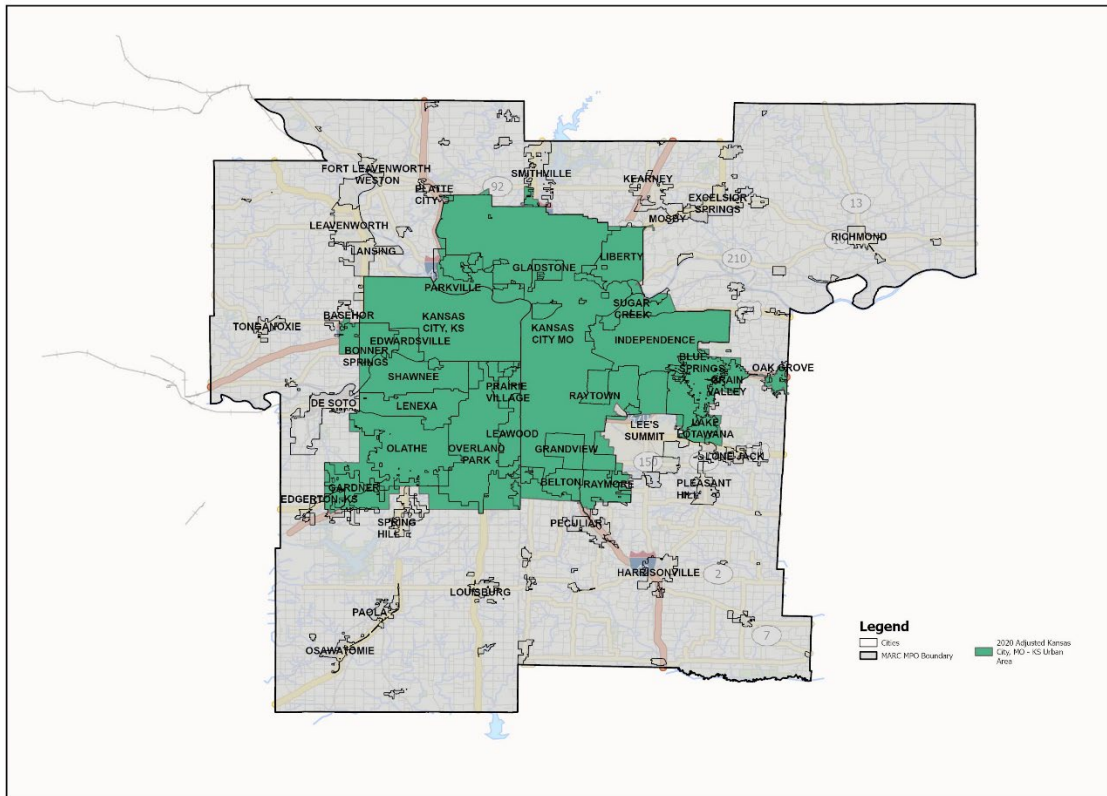 FORT LEAVENWORTH
WESTON
PLATTE
CITY
92
SMITHVILLE
KEARNEY
EXCELSIOR
SPRINGS
MOSBY
13
RICHMOND
210
LEAVENWORTH
LANSING
LIBERTY
GLADSTONE
PARKVILLE
SUGAR
CREEK
BASEHOR
TONGANOXIE
KANSAS
CITY, KS
KANSAS
CITY MO
EDWARDSVILLE
INDEPENDENCE
BONNER
SPRINGS
BLUE
SPRINGS
OAK GROVE
SHAWNEE
GRAIN
VALLEY
PRAIRIE
VILLAGE
RAYTOWN
DE SOTO
LENEXA
LEE'S
SUMMIT
LAKE
LOTAWANA
LEAWOOD
OLATHE
OVERLAND
PARK
GRANDVIEW
150
LONE JACK
BELTON
RAYMORE
PLEASANT
HILL
GARDNER
EDGERTON, KS
SPRING
HILL
PECULIAR
HARRISONVILLE
2
LOUISBURG
PAOLA
7
OSAWATOMIE
Legend
Cities
MARC MPO Boundary
2020 Adjusted Kansas
City, MO - KS Urban
Area